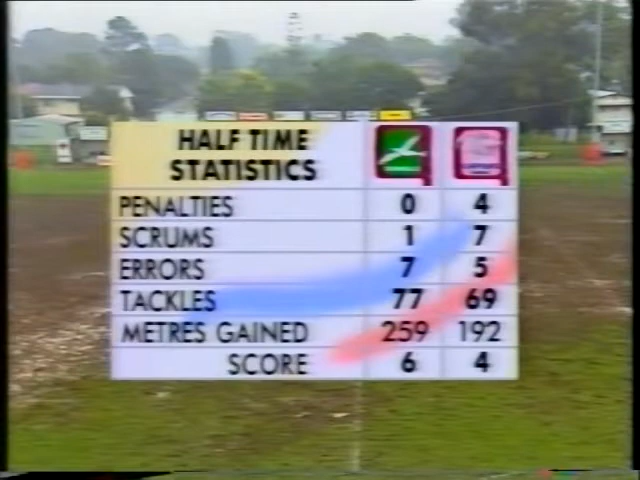 HALF TIME
STATISTICS
PENALTIES 0 4
SCRUMS 1 7
ERRORS 7 5
TACKLES 77 69
METRES GAINED 259 192
SCORE 6 4